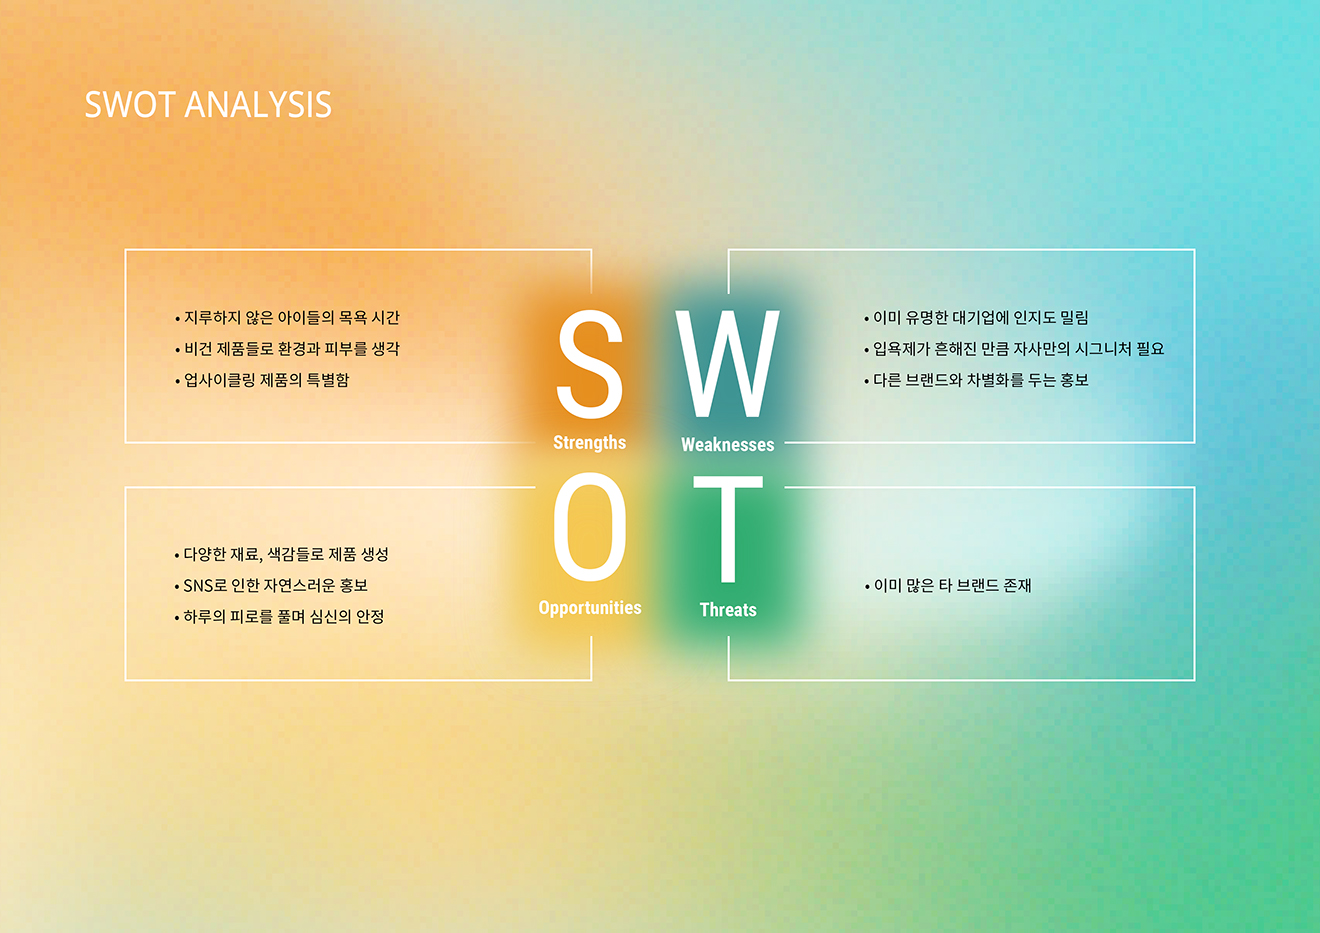 SWOT ANALYSIS
• 지루하지 않은 아이들의 목욕 시간
• 비건 제품들로 환경과 피부를 생각
• 업사이클링 제품의 특별함
S
Strengths
W
Weaknesses
• 이미 유명한 대기업에 인지도 밀림
• 입욕제가 흔해진 만큼 자사만의 시그니처 필요
• 다른 브랜드와 차별화를 두는 홍보
• 다양한 재료, 색감들로 제품 생성
• SNS로 인한 자연스러운 홍보
• 하루의 피로를 풀며 심신의 안정
O
Opportunities
T
Threats
• 이미 많은 타 브랜드 존재